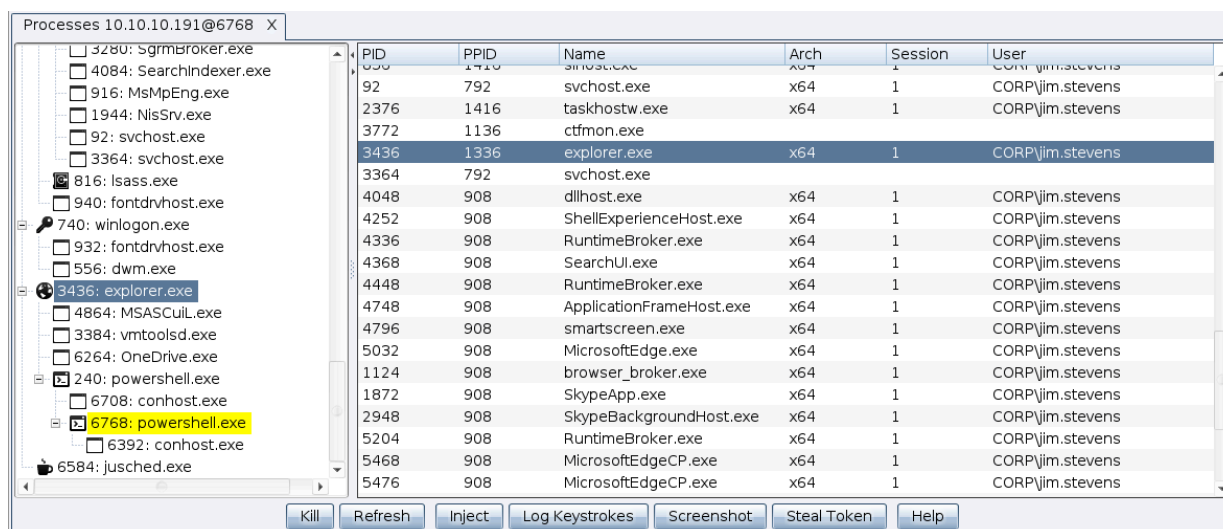 Processes 10.10.10.191@6768 X
3280: SgrmBroker.exe
4084: SearchIndexer.exe
916: MsMpEng.exe
1944: NisSrv.exe
92: svchost.exe
3364: svchost.exe
816: lsass.exe
940: fontdrvhost.exe
740: winlogon.exe
932: fontdrvhost.exe
556: dwm.exe
3436: explorer.exe
4864: MSASCuiL.exe
3384: vmtoolsd.exe
6264: OneDrive.exe
240: powershell.exe
6708: conhost.exe
6768: powershell.exe
6392: conhost.exe
6584: jusched.exe
PID PPID Name Arch Session User
836 1416 sihost.exe x64 1 CORP\jim.stevens
92 792 svchost.exe x64 1 CORP\jim.stevens
2376 1416 taskhostw.exe x64 1 CORP\jim.stevens
3772 1136 ctfmon.exe
3436 1336 explorer.exe x64 1 CORP\jim.stevens
3364 792 svchost.exe
4048 908 dllhost.exe x64 1 CORP\jim.stevens
4252 908 ShellExperienceHost.exe x64 1 CORP\jim.stevens
4336 908 RuntimeBroker.exe x64 1 CORP\jim.stevens
4368 908 SearchUI.exe x64 1 CORP\jim.stevens
4448 908 RuntimeBroker.exe x64 1 CORP\jim.stevens
4748 908 ApplicationFrameHost.exe x64 1 CORP\jim.stevens
4796 908 smartscreen.exe x64 1 CORP\jim.stevens
5032 908 MicrosoftEdge.exe x64 1 CORP\jim.stevens
1124 908 browser_broker.exe x64 1 CORP\jim.stevens
1872 908 SkypeApp.exe x64 1 CORP\jim.stevens
2948 908 SkypeBackgroundHost.exe x64 1 CORP\jim.stevens
5204 908 RuntimeBroker.exe x64 1 CORP\jim.stevens
5468 908 MicrosoftEdgeCP.exe x64 1 CORP\jim.stevens
5476 908 MicrosoftEdgeCP.exe x64 1 CORP\jim.stevens
Kill Refresh Inject Log Keystrokes Screenshot Steal Token Help